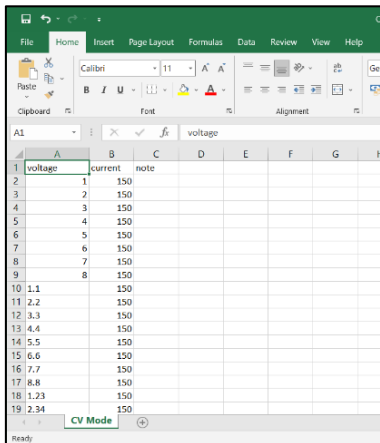 File Home Insert Page Layout Formulas Data Review View Help
Paste
Calibri 11 A A ab Ge
B I U A
Clipboard Font Alignment
A1 fx voltage
A B C D E F G H
1 voltage current note
2 1 150
3 2 150
4 3 150
5 4 150
6 5 150
7 6 150
8 7 150
9 8 150
10 1.1 150
11 2.2 150
12 3.3 150
13 4.4 150
14 5.5 150
15 6.6 150
16 7.7 150
17 8.8 150
18 1.23 150
19 2.34 150
CV Mode
Ready